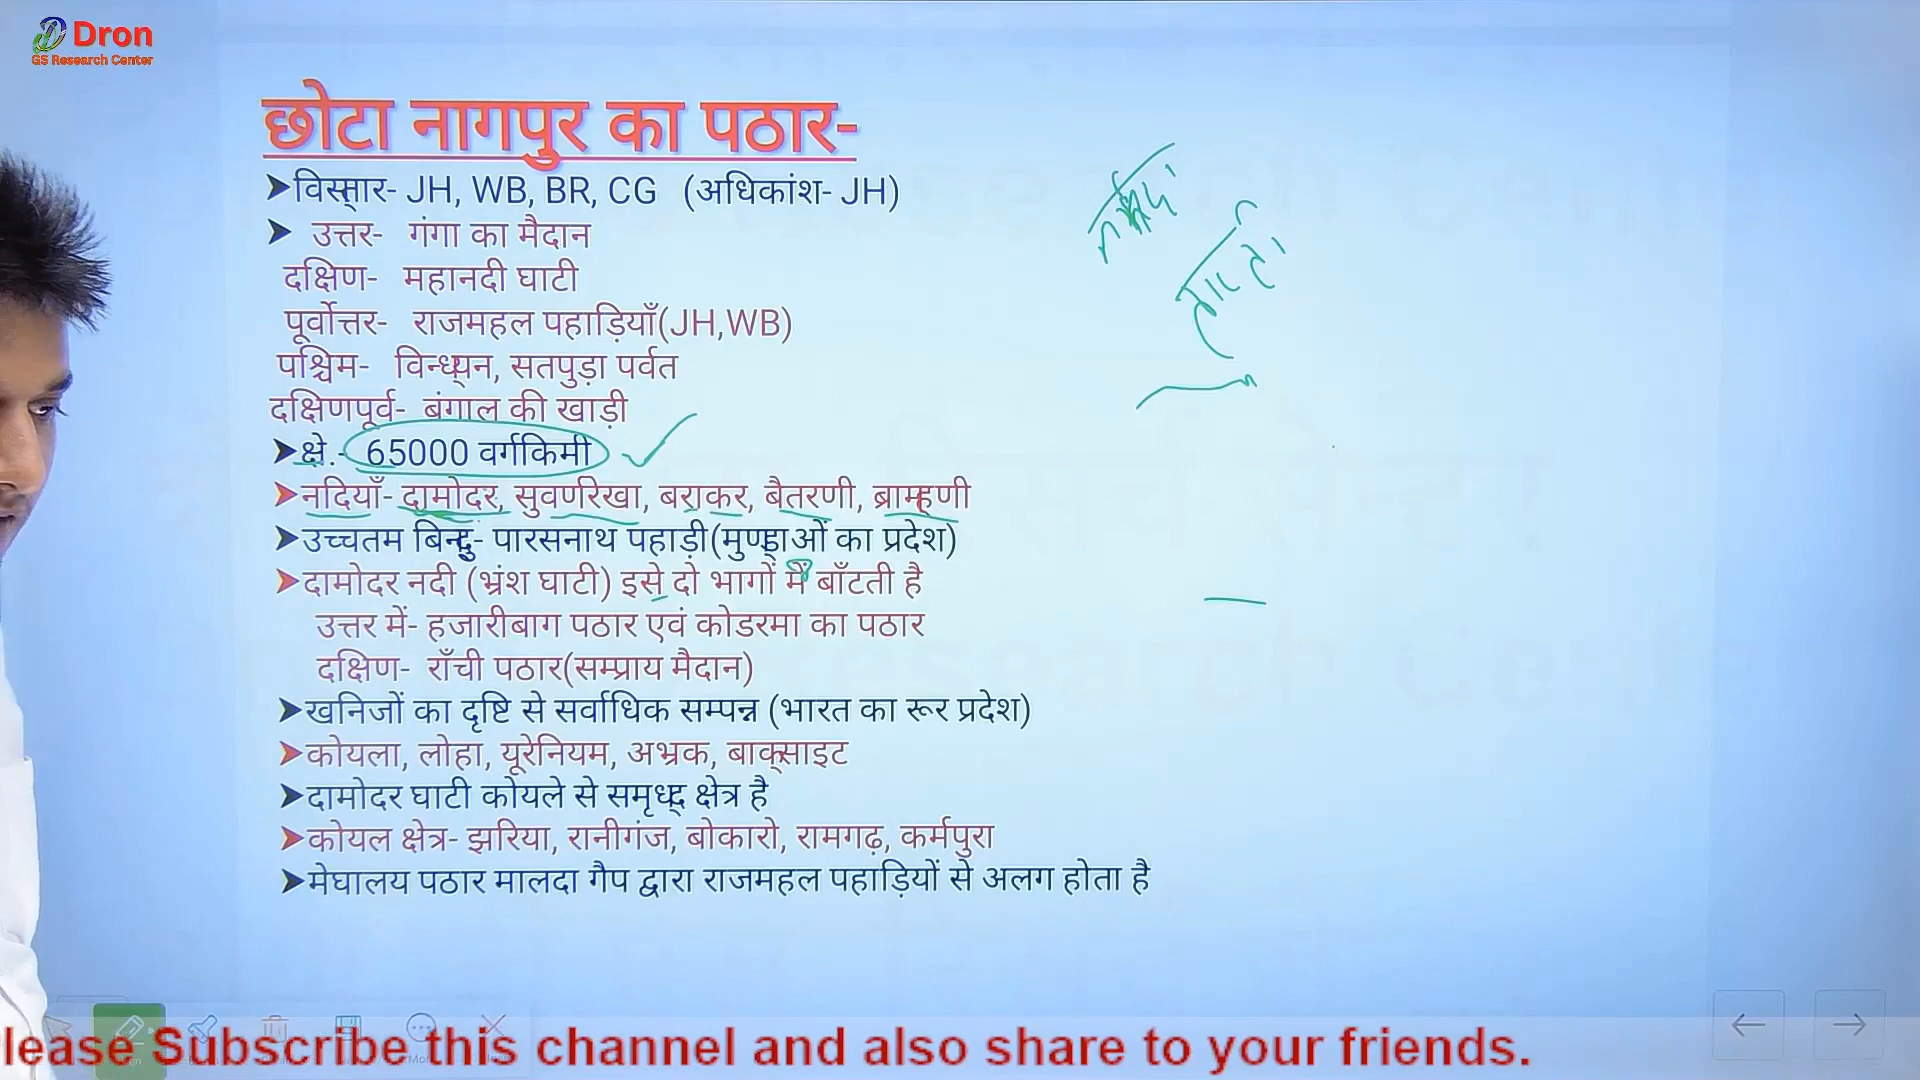 Dron
GS Research Center
छोटा नागपुर का पठार-
➤विस्तार- JH, WB, BR, CG (अधिकांश- JH)
➤ उत्तर- गंगा का मैदान
दक्षिण- महानदी घाटी
पूर्वोत्तर- राजमहल पहाड़ियाँ(JH,WB)
पश्चिम- विन्ध्यन, सतपुड़ा पर्वत
दक्षिणपूर्व- बंगाल की खाड़ी
➤क्षे.- 65000 वर्गकिमी
➤नदियाँ- दामोदर, सुवर्णरेखा, बराकर, बैतरणी, ब्राम्हणी
➤उच्चतम बिन्दु- पारसनाथ पहाड़ी(मुण्डाओं का प्रदेश)
➤दामोदर नदी (भ्रंश घाटी) इसे दो भागों में बाँटती है
उत्तर में- हजारीबाग पठार एवं कोडरमा का पठार
दक्षिण- राँची पठार(सम्प्राय मैदान)
➤खनिजों का दृष्टि से सर्वाधिक सम्पन्न (भारत का रूर प्रदेश)
➤कोयला, लोहा, यूरेनियम, अभ्रक, बाक्साइट
➤दामोदर घाटी कोयले से समृध्द क्षेत्र है
➤कोयल क्षेत्र- झरिया, रानीगंज, बोकारो, रामगढ़, कर्मपुरा
➤मेघालय पठार मालदा गैप द्वारा राजमहल पहाड़ियों से अलग होता है
lease Subscribe this channel and also share to your friends.